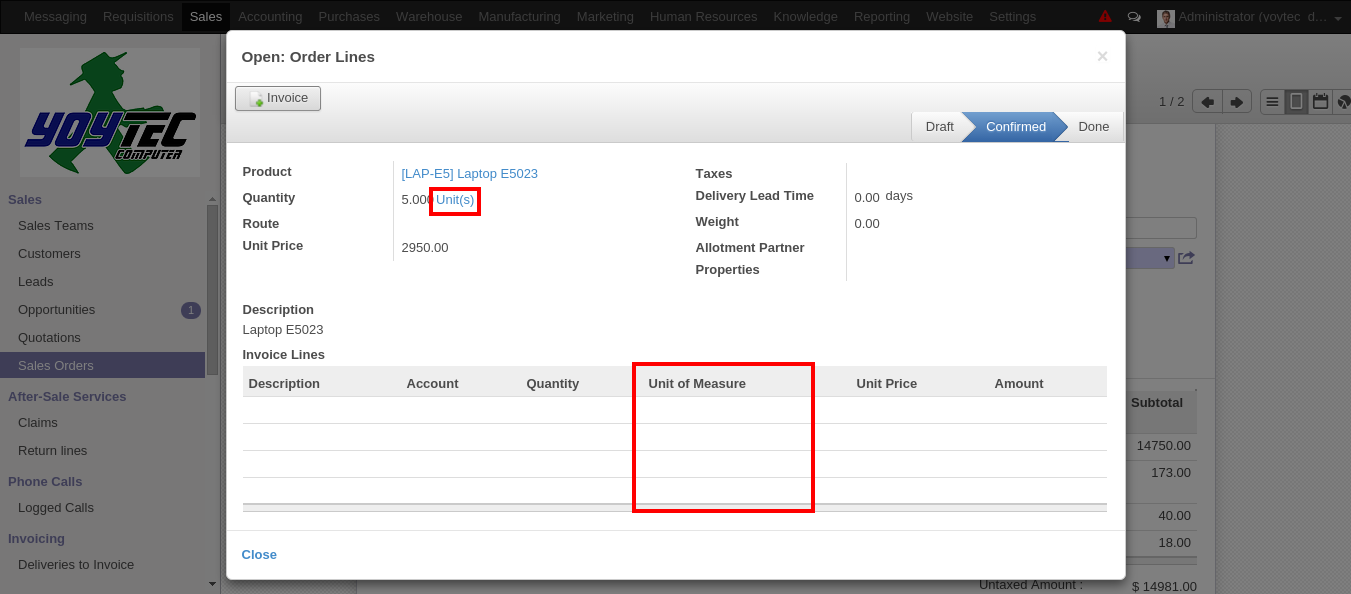 Messaging Requisitions Sales Accounting Purchases Warehouse Manufacturing Marketing Human Resources Knowledge Reporting Website Settings Administrator (yoytec_d...
YOYTEC
COMPUTER
Open: Order Lines ×
Invoice
1 / 2
Draft Confirmed Done
Product [LAP-E5] Laptop E5023
Quantity 5.000 Unit(s)
Route
Unit Price 2950.00
Taxes
Delivery Lead Time 0.00 days
Weight 0.00
Allotment Partner
Properties
Description
Laptop E5023
Invoice Lines
Description Account Quantity Unit of Measure Unit Price Amount
Close
Sales
Sales Teams
Customers
Leads
Opportunities 1
Quotations
Sales Orders
After-Sale Services
Claims
Return lines
Phone Calls
Logged Calls
Invoicing
Deliveries to Invoice
Subtotal
14750.00
173.00
40.00
18.00
Untaxed Amount : $ 14981.00